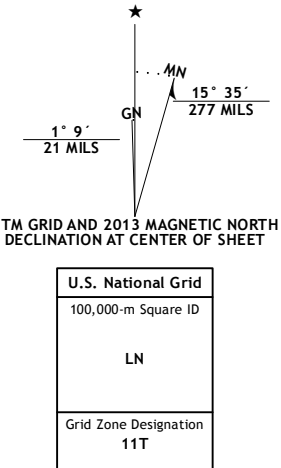 MN
GN
15° 35´
277 MILS
1° 9´
21 MILS
TM GRID AND 2013 MAGNETIC NORTH
DECLINATION AT CENTER OF SHEET
U.S. National Grid
100,000-m Square ID
LN
Grid Zone Designation
11T